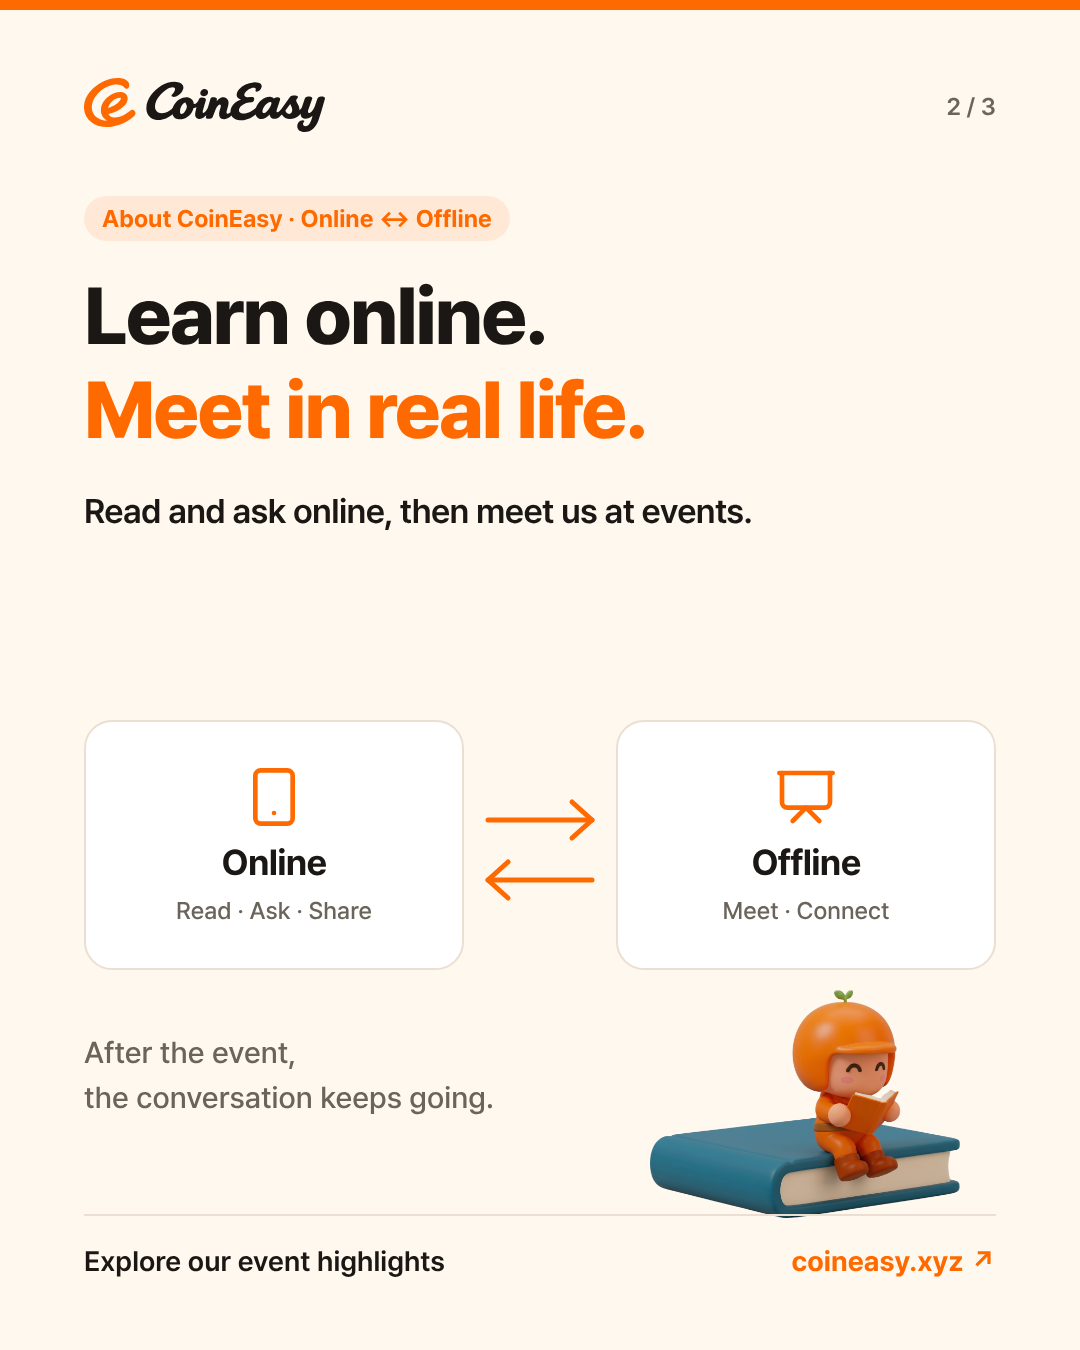 CoinEasy
2 / 3
About CoinEasy · Online ↔ Offline
Learn online.
Meet in real life.
Read and ask online, then meet us at events.
Online
Read · Ask · Share
Offline
Meet · Connect
After the event,
the conversation keeps going.
Explore our event highlights
coineasy.xyz ↗